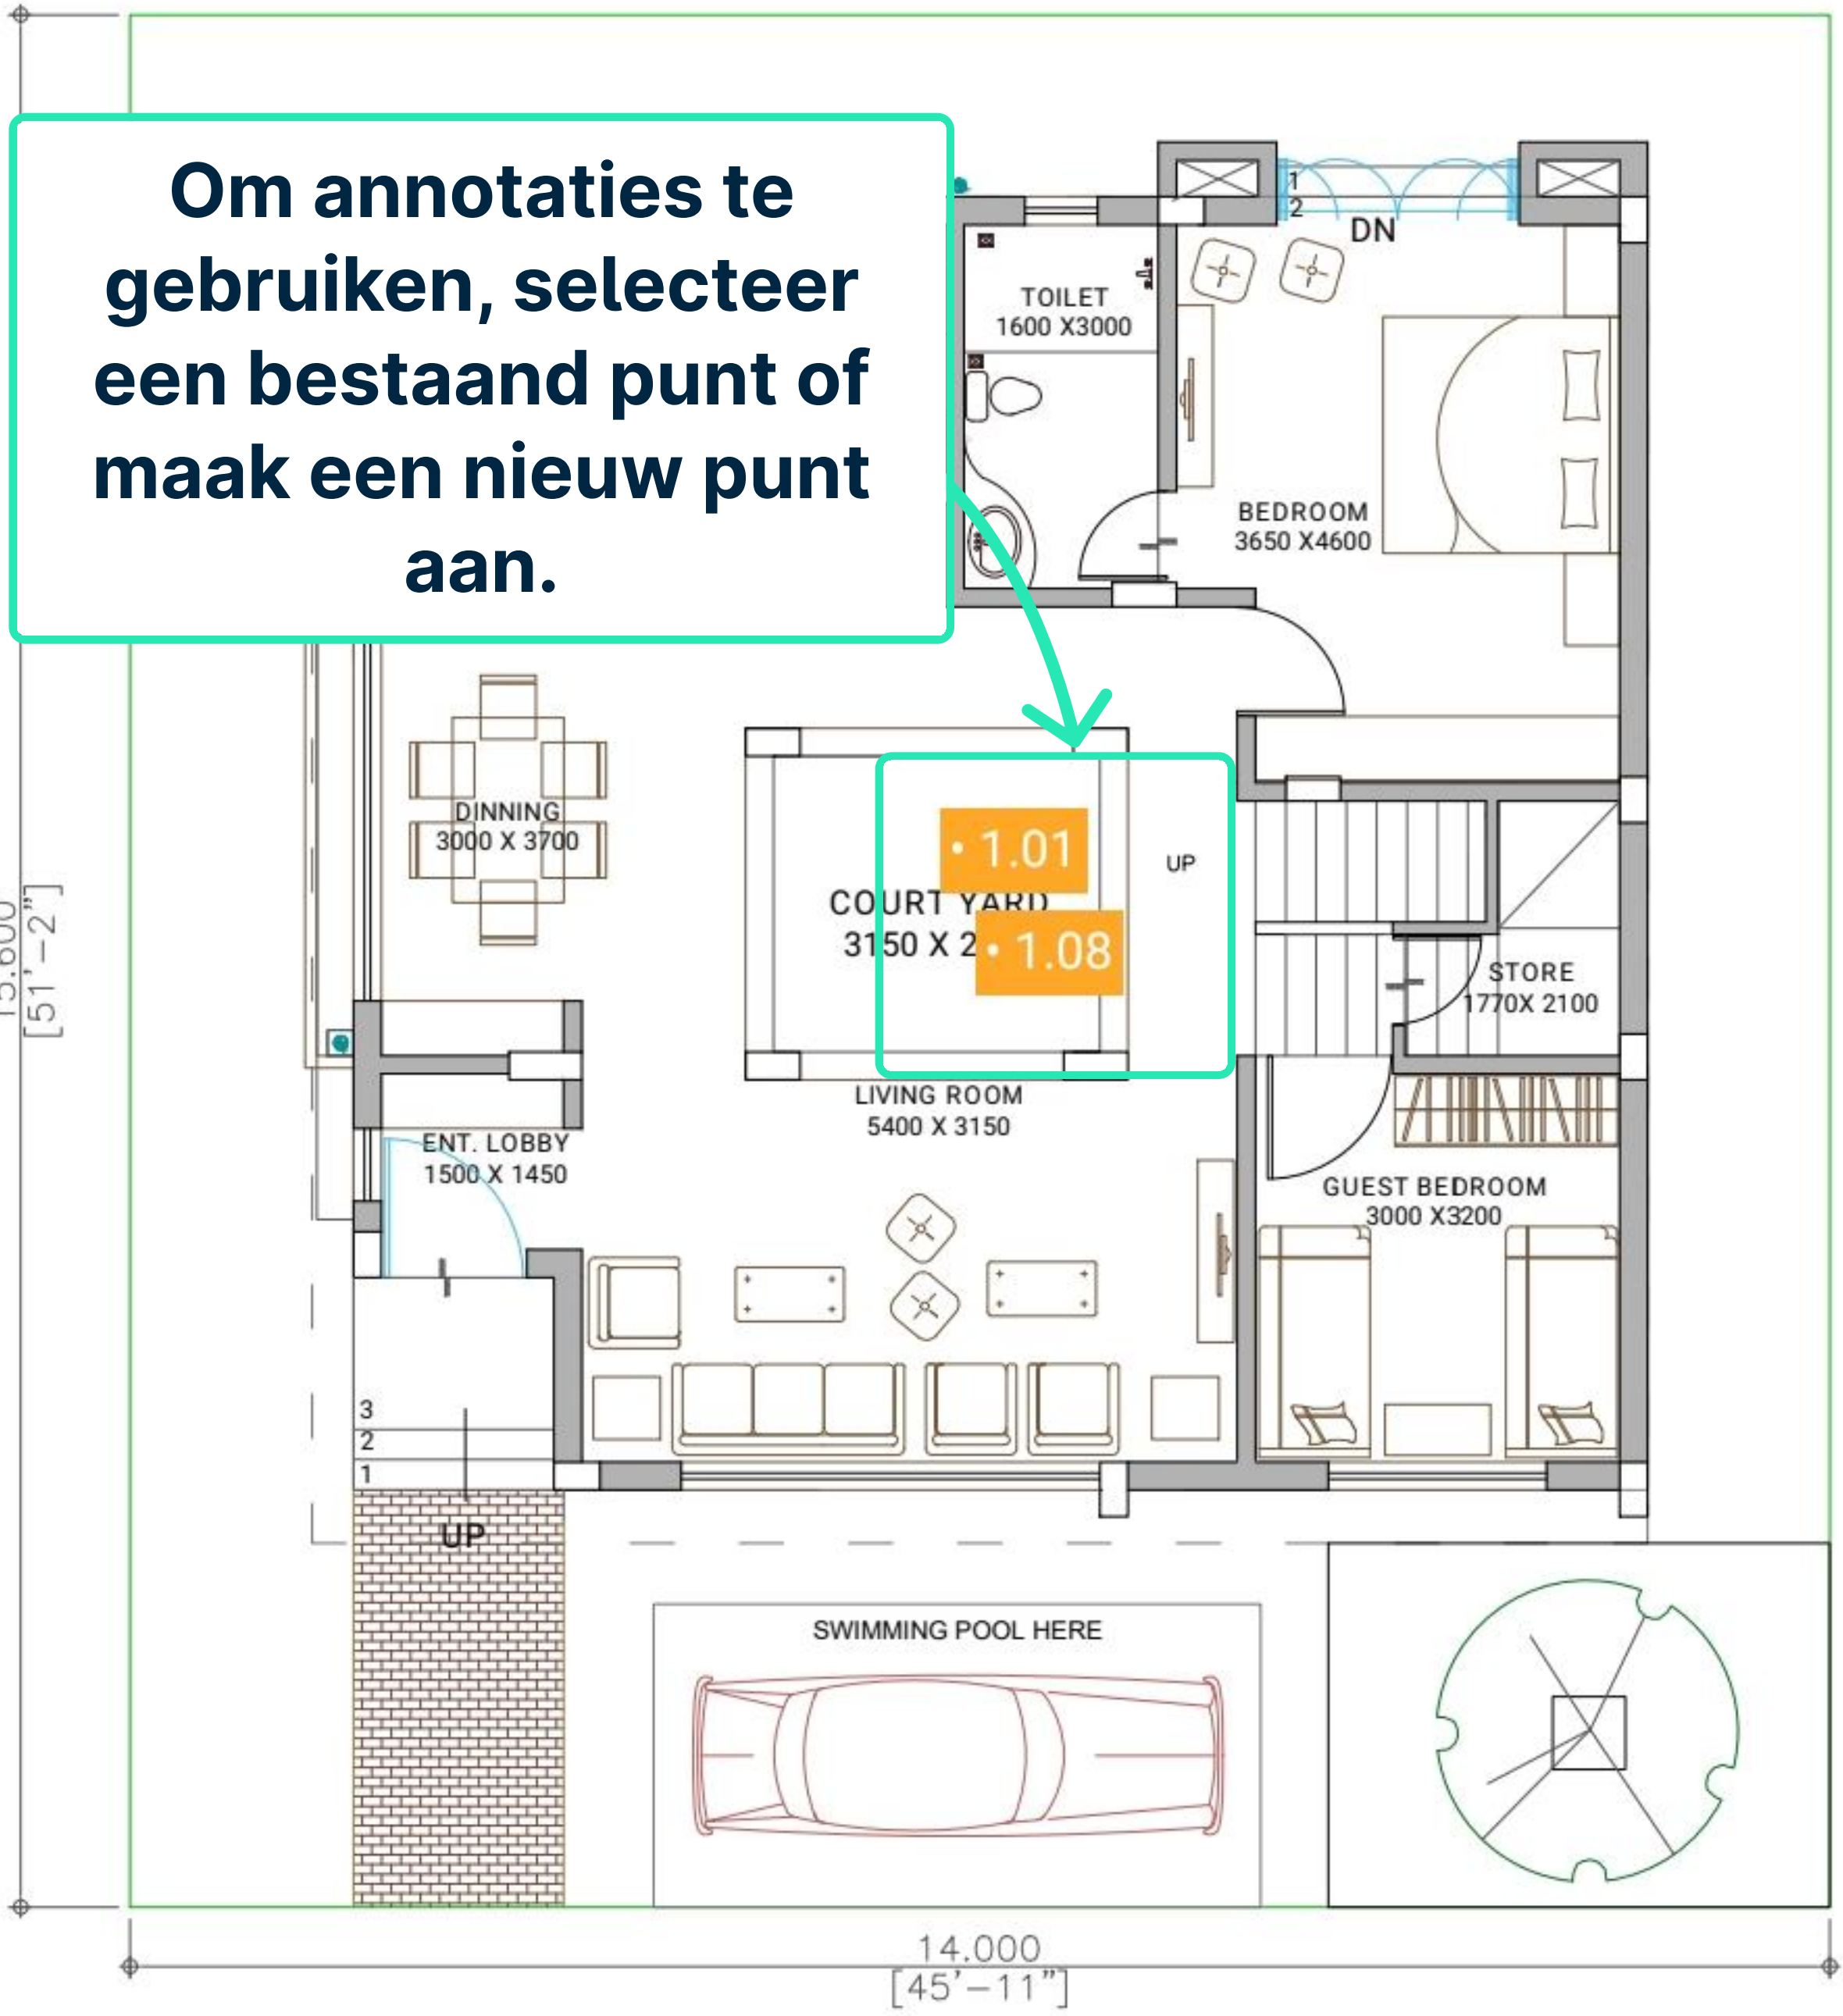 Om annotaties te
gebruiken, selecteer
een bestaand punt of
maak een nieuw punt
aan.
1
2
DN
TOILET
1600 X3000
BEDROOM
3650 X4600
DINNING
3000 X 3700
• 1.01
UP
COURT YARD
3150 X 2
• 1.08
[51'-2"]
STORE
1770X 2100
LIVING ROOM
5400 X 3150
ENT. LOBBY
1500 X 1450
GUEST BEDROOM
3000 X3200
3
2
1
UP
SWIMMING POOL HERE
14.000
[45'-11"]